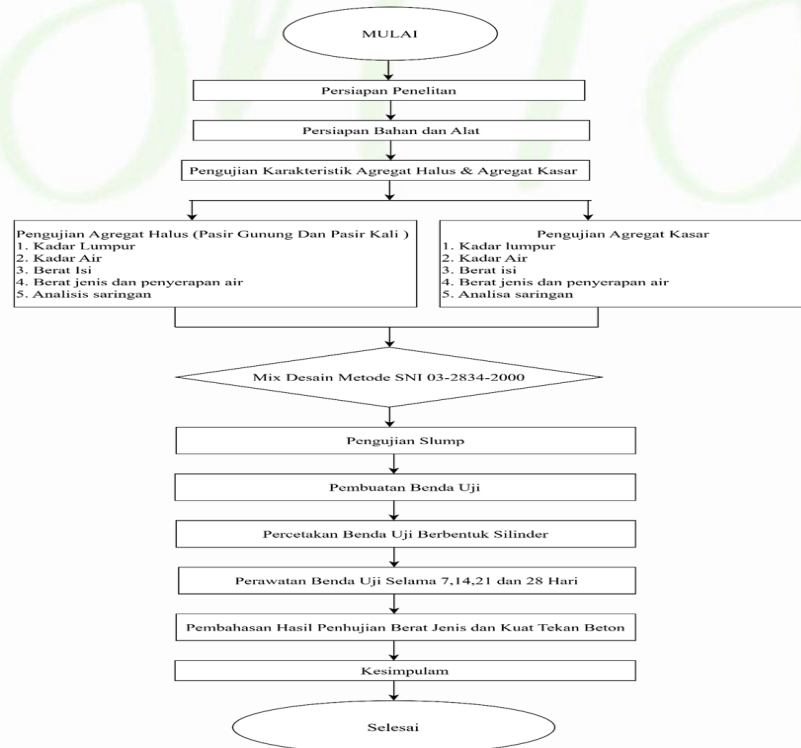 MULAI
Persiapan Penelitan
Persiapan Bahan dan Alat
Pengujian Karakteristik Agregat Halus & Agregat Kasar
Pengujian Agregat Halus (Pasir Gunung Dan Pasir Kali )
1. Kadar Lumpur
2. Kadar Air
3. Berat Isi
4. Berat jenis dan penyerapan air
5. Analisis saringan
Pengujian Agregat Kasar
1. Kadar lumpur
2. Kadar Air
3. Berat isi
4. Berat jenis dan penyerapan air
5. Analisa saringan
Mix Desain Metode SNI 03-2834-2000
Pengujian Slump
Pembuatan Benda Uji
Percetakan Benda Uji Berbentuk Silinder
Perawatan Benda Uji Selama 7,14,21 dan 28 Hari
Pembahasan Hasil Penhujian Berat Jenis dan Kuat Tekan Beton
Kesimpulam
Selesai